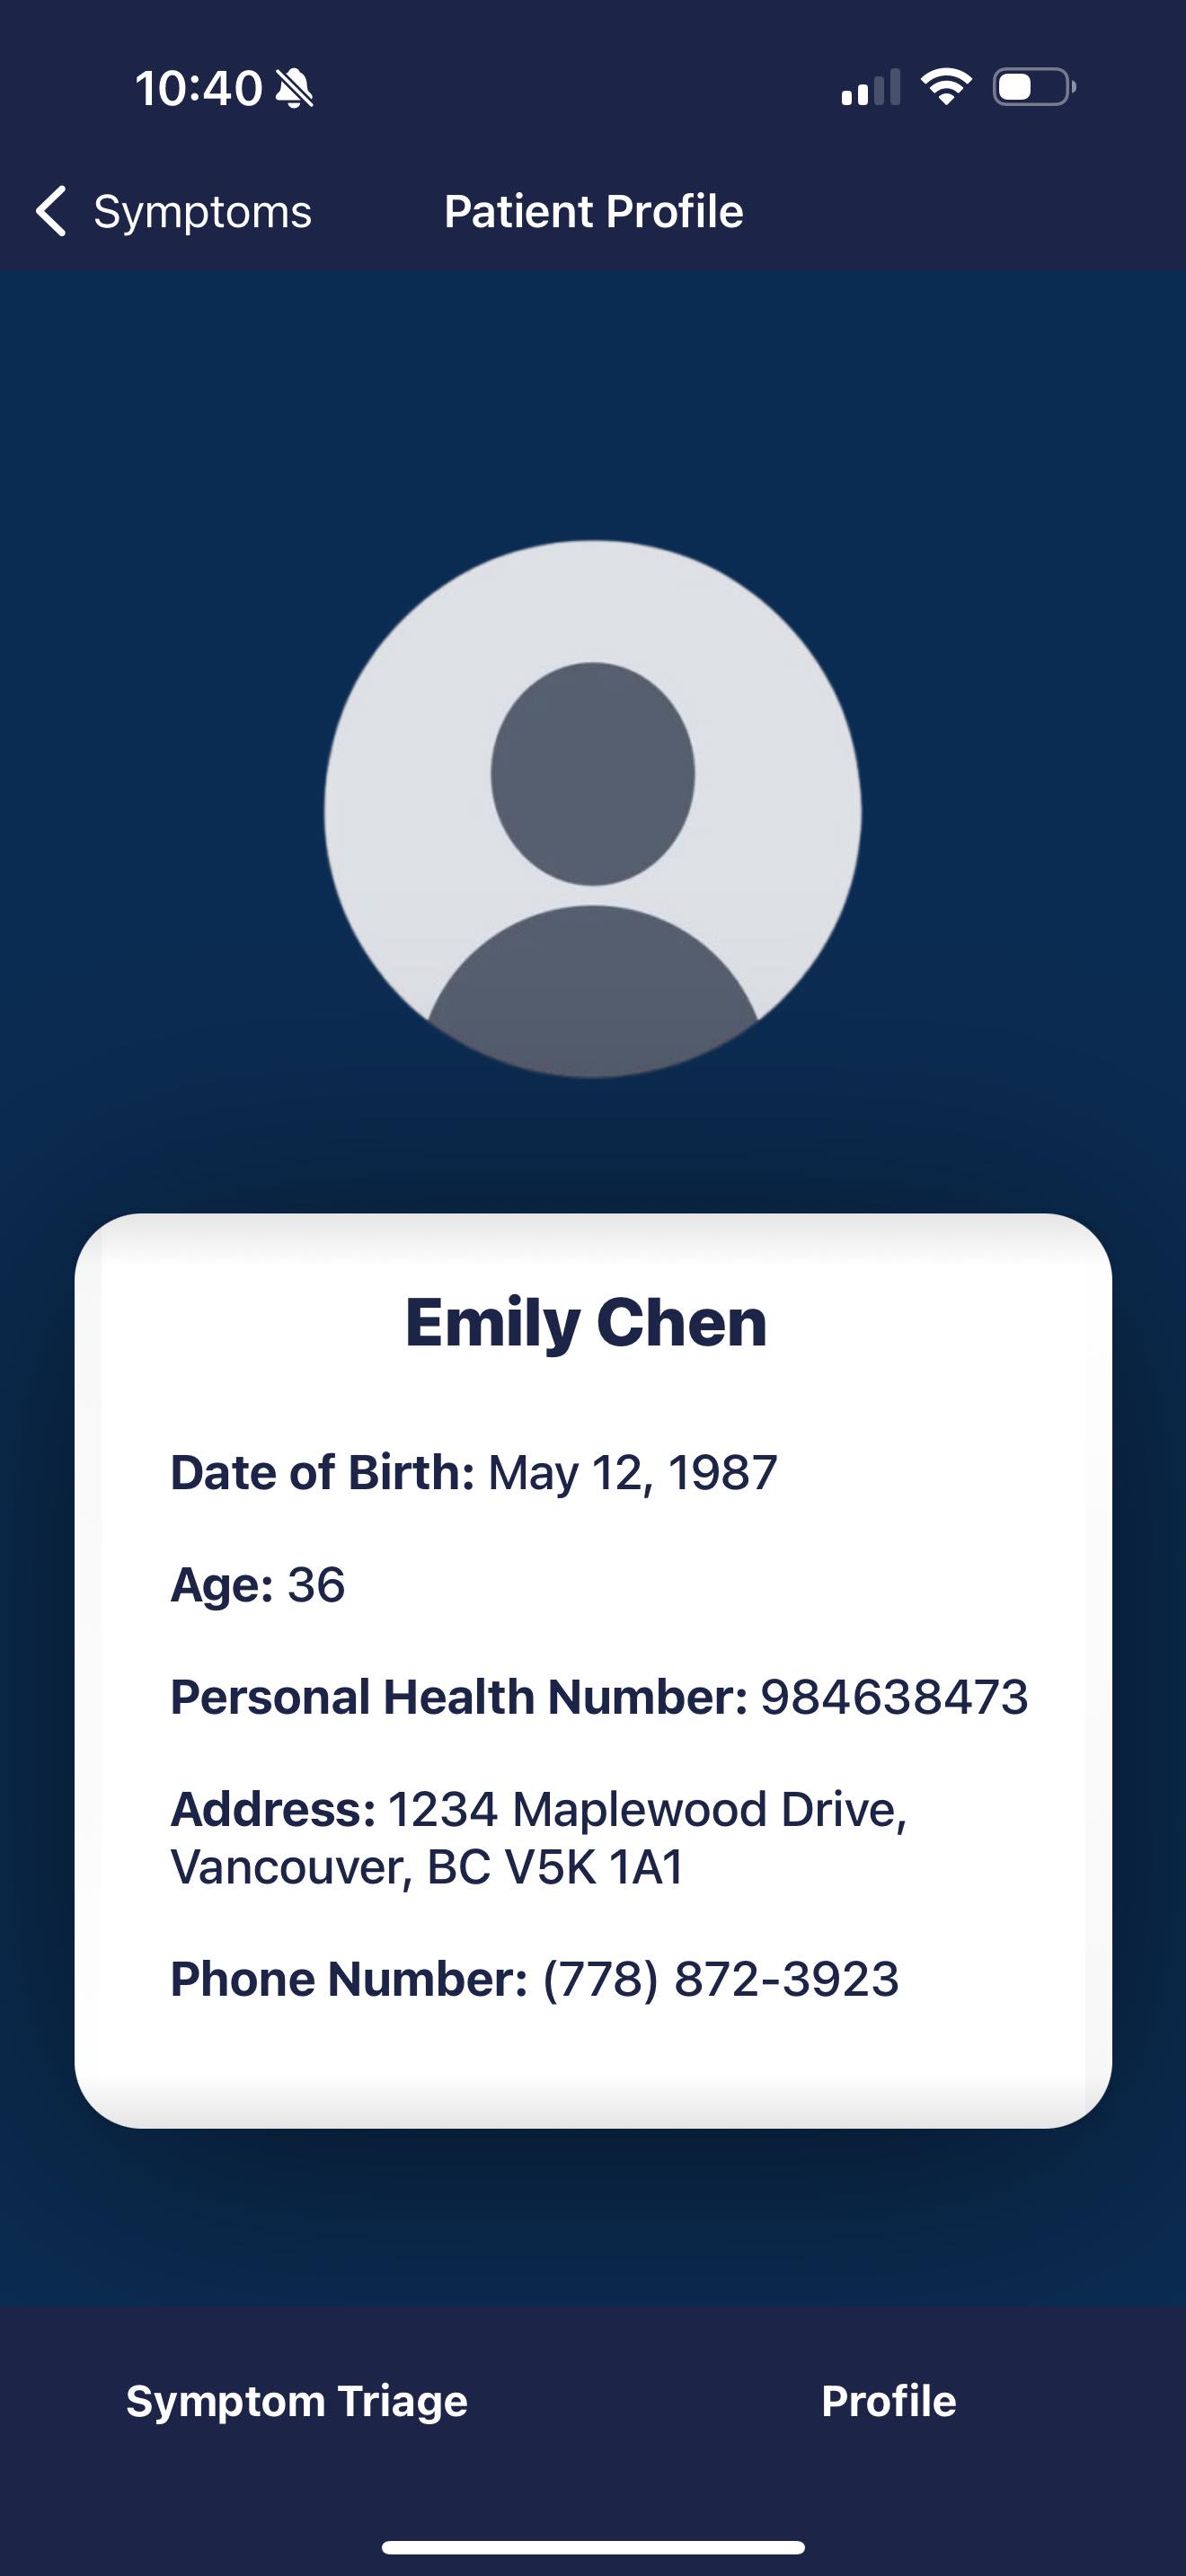 10:40
Symptoms
Patient Profile
Emily Chen
Date of Birth: May 12, 1987
Age: 36
Personal Health Number: 984638473
Address: 1234 Maplewood Drive,
Vancouver, BC V5K 1A1
Phone Number: (778) 872-3923
Symptom Triage
Profile